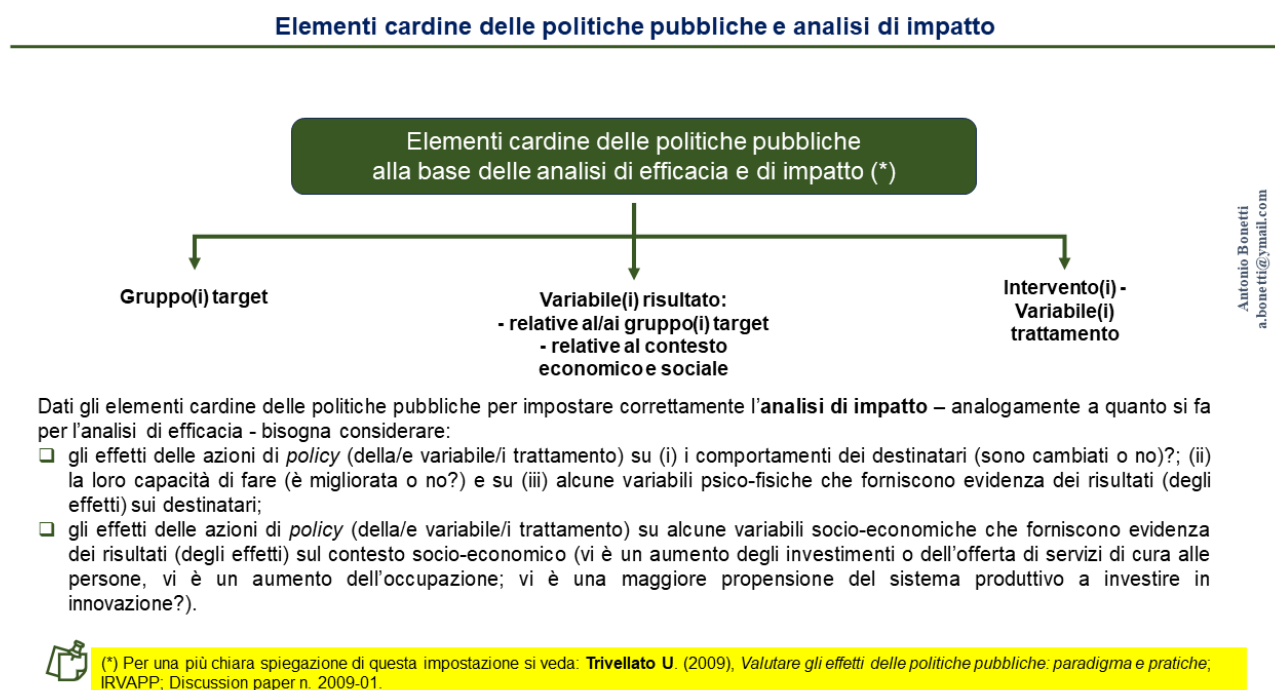 Elementi cardine delle politiche pubbliche e analisi di impatto
Elementi cardine delle politiche pubbliche
alla base delle analisi di efficacia e di impatto (*)
Gruppo(i) target
Variabile(i) risultato:
- relative al/ai gruppo(i) target
- relative al contesto
economico e sociale
Intervento(i) -
Variabile(i)
trattamento
Antonio Bonetti
a.bonetti@ymail.com
Dati gli elementi cardine delle politiche pubbliche per impostare correttamente l’analisi di impatto – analogamente a quanto si fa
per l’analisi di efficacia - bisogna considerare:
❑ gli effetti delle azioni di policy (della/e variabile/i trattamento) su (i) i comportamenti dei destinatari (sono cambiati o no)?; (ii)
la loro capacità di fare (è migliorata o no?) e su (iii) alcune variabili psico-fisiche che forniscono evidenza dei risultati (degli
effetti) sui destinatari;
❑ gli effetti delle azioni di policy (della/e variabile/i trattamento) su alcune variabili socio-economiche che forniscono evidenza
dei risultati (degli effetti) sul contesto socio-economico (vi è un aumento degli investimenti o dell’offerta di servizi di cura alle
persone, vi è un aumento dell’occupazione; vi è una maggiore propensione del sistema produttivo a investire in
innovazione?).
(*) Per una più chiara spiegazione di questa impostazione si veda: Trivellato U. (2009), Valutare gli effetti delle politiche pubbliche: paradigma e pratiche;
IRVAPP; Discussion paper n. 2009-01.